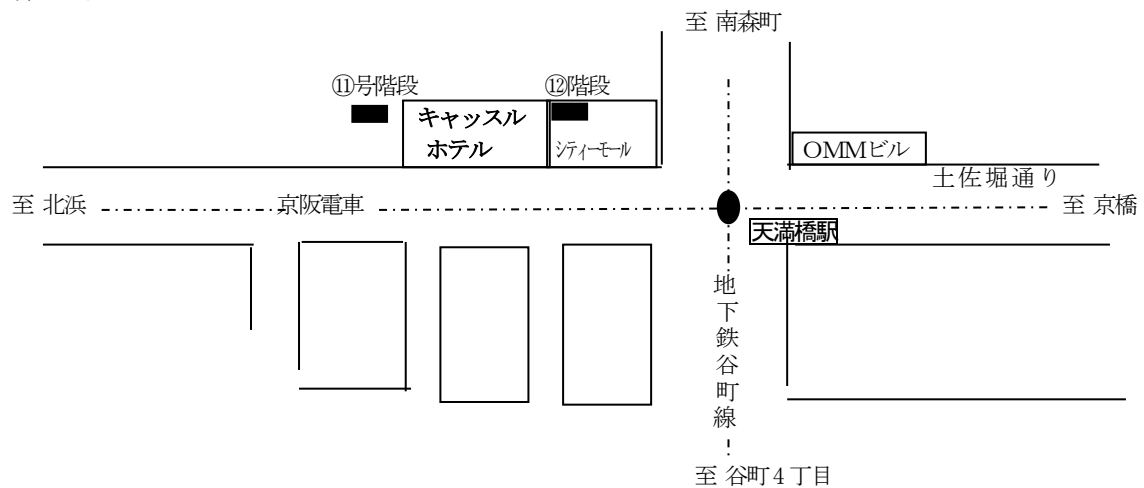 至 南森町
⑪号階段
⑫階段
キャッスル
ホテル
シティーモール
OMMビル
土佐堀通り
至 北浜
京阪電車
至 京橋
天満橋駅
地下鉄谷町線
至 谷町4丁目